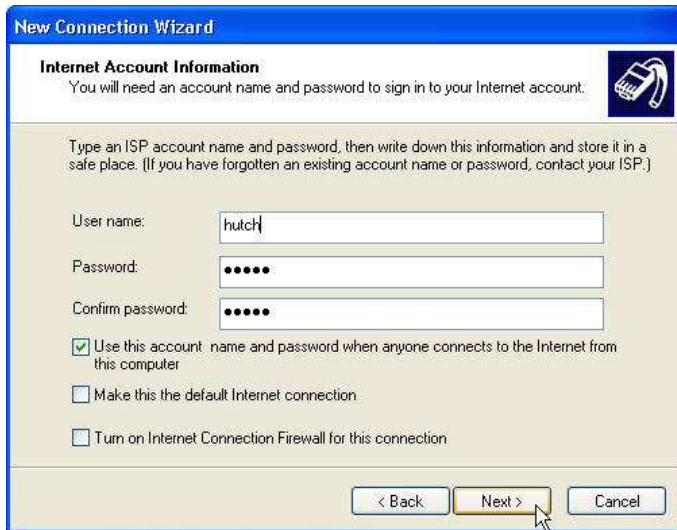 New Connection Wizard
Internet Account Information
You will need an account name and password to sign in to your Internet account.
Type an ISP account name and password, then write down this information and store it in a
safe place. (If you have forgotten an existing account name or password, contact your ISP.)
User name:
hutch
Password:
●●●●●
Confirm password:
●●●●●
Use this account name and password when anyone connects to the Internet from
this computer
Make this the default Internet connection
Turn on Internet Connection Firewall for this connection
< Back
Next >
Cancel